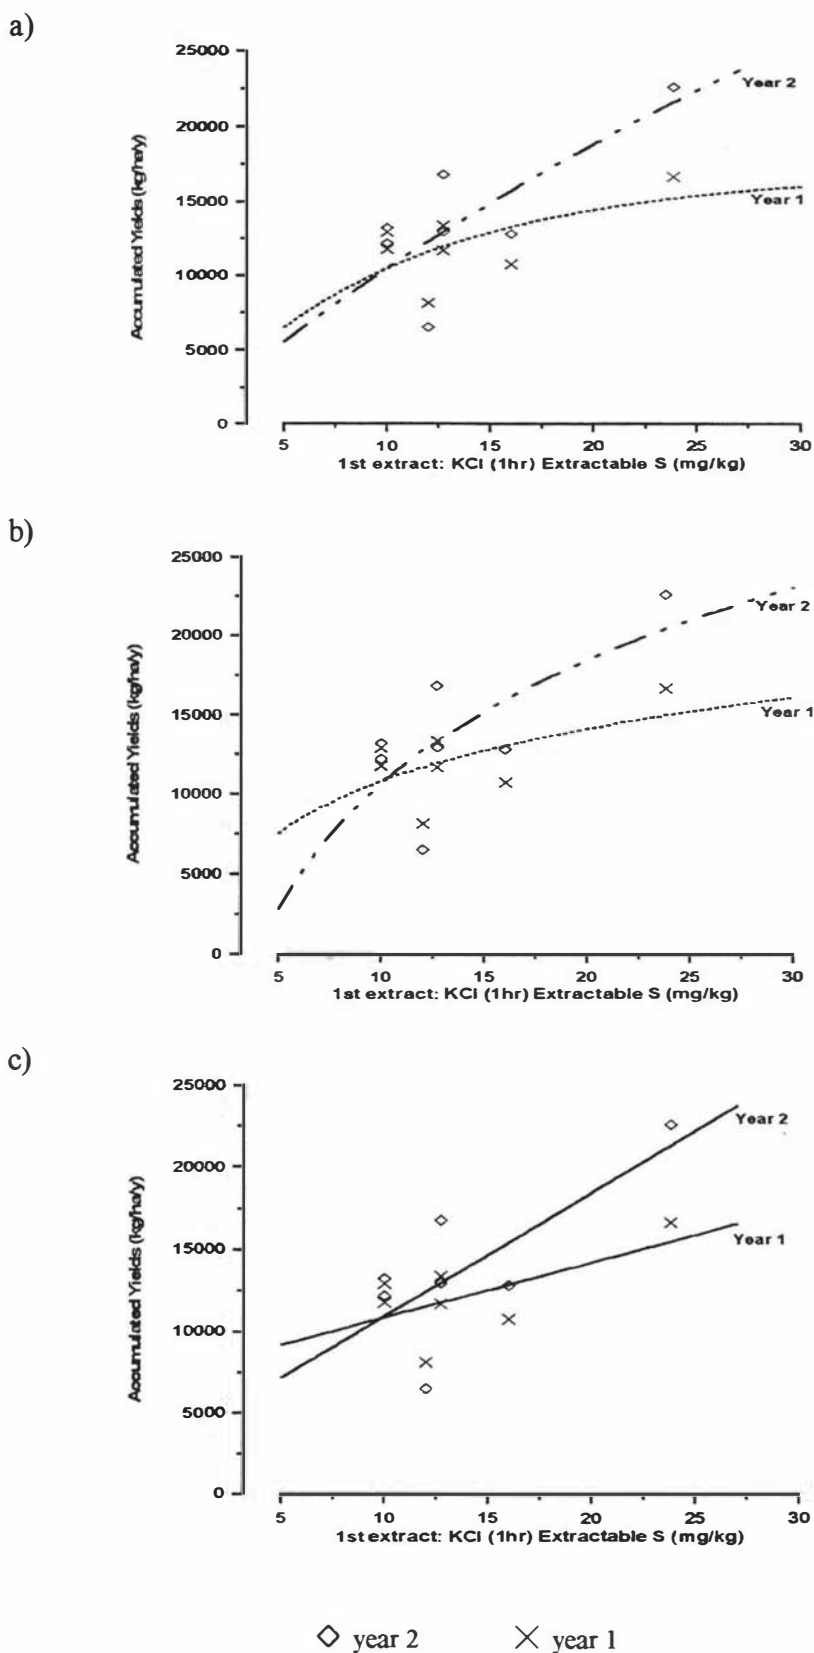 a)
25000
20000
15000
10000
5000
0
Accumulated Yields (kg/ha/y)
Year 2
Year 1
5 10 15 20 25 30
1st extract: KCl (1hr) Extractable S (mg/kg)
b)
25000
20000
15000
10000
5000
0
Accumulated Yields (kg/ha/y)
Year 2
Year 1
5 10 15 20 25 30
1st extract: KCl (1hr) Extractable S (mg/kg)
c)
25000
20000
15000
10000
5000
0
Accumulated Yields (kg/ha/y)
Year 2
Year 1
5 10 15 20 25 30
1st extract: KCl (1hr) Extractable S (mg/kg)
year 2 year 1